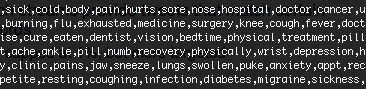 ,sick,cold,body,pain,hurts,sore,nose,hospital,doctor,cancer,u
,burning,flu,exhausted,medicine,surgery,knee,cough,fever,doct
ise,cure,eaten,dentist,vision,bedtime,physical,treatment,pill
t,ache,ankle,pill,numb,recovery,physically,wrist,depression,h
y,clinic,pains,jaw,sneeze,lungs,swollen,puke,anxiety,appt,rec
petite,resting,coughing,infection,diabetes,migraine,sickness,